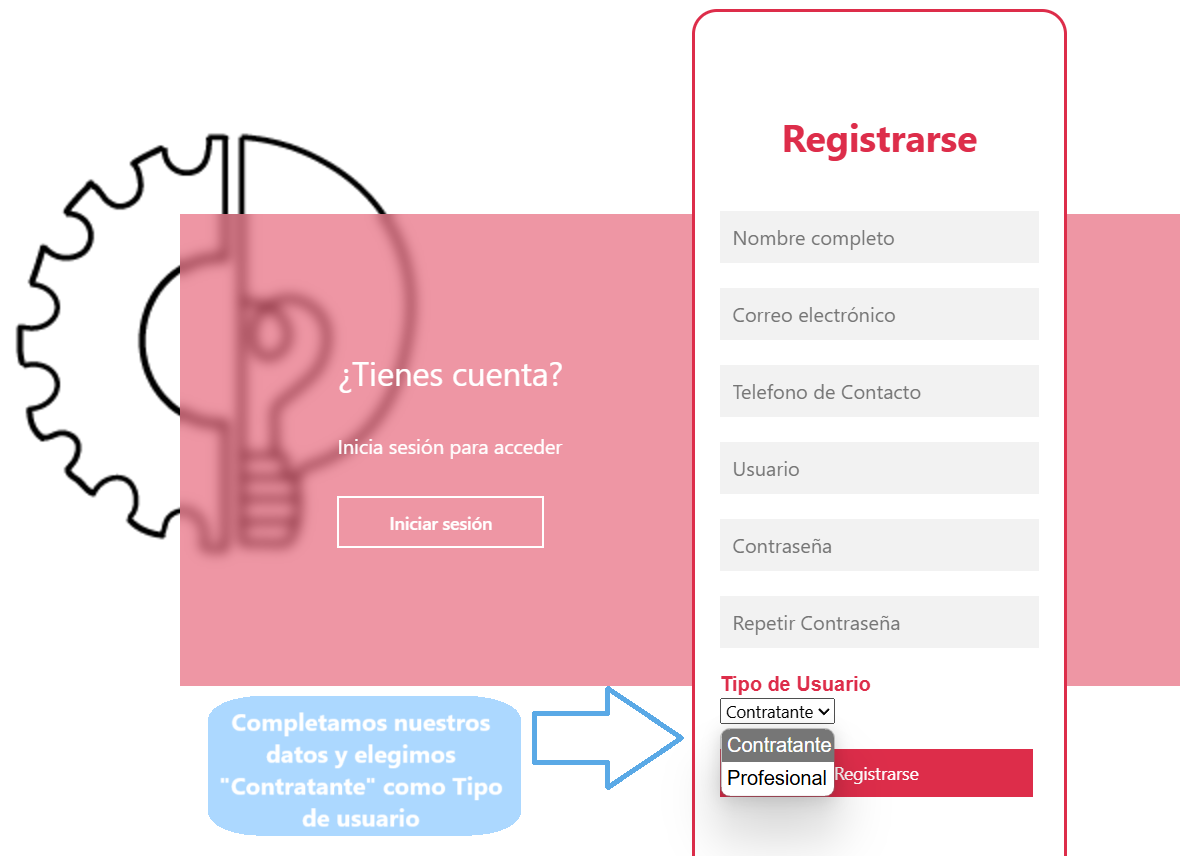 Registrarse
Nombre completo
Correo electrónico
Telefono de Contacto
Usuario
Contraseña
Repetir Contraseña
Tipo de Usuario
Contratante
Contratante
Profesional
Registrarse
¿Tienes cuenta?
Inicia sesión para acceder
Iniciar sesión
Completamos nuestros
datos y elegimos
"Contratante" como Tipo
de usuario